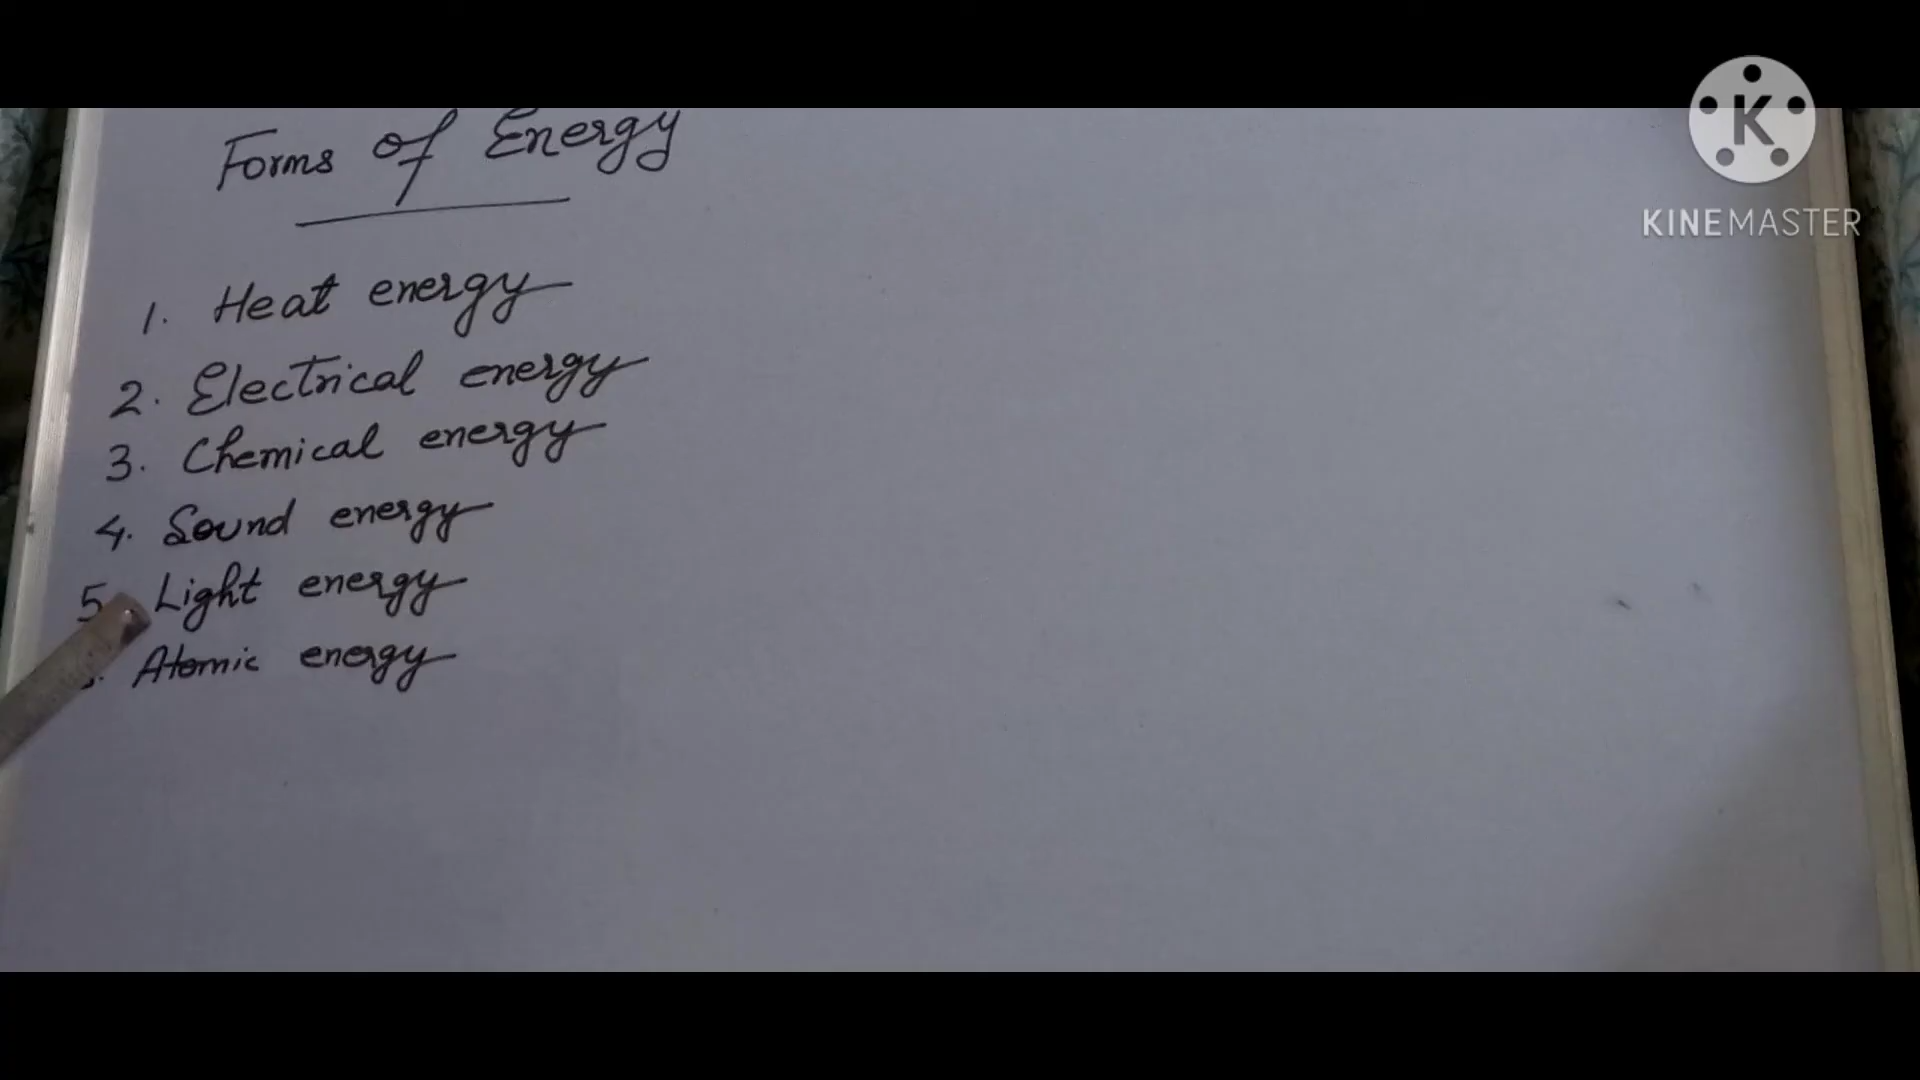 K
KINEMASTER
Forms of Energy
1. Heat energy
2. Electrical energy
3. Chemical energy
4. Sound energy
5. Light energy
Atomic energy